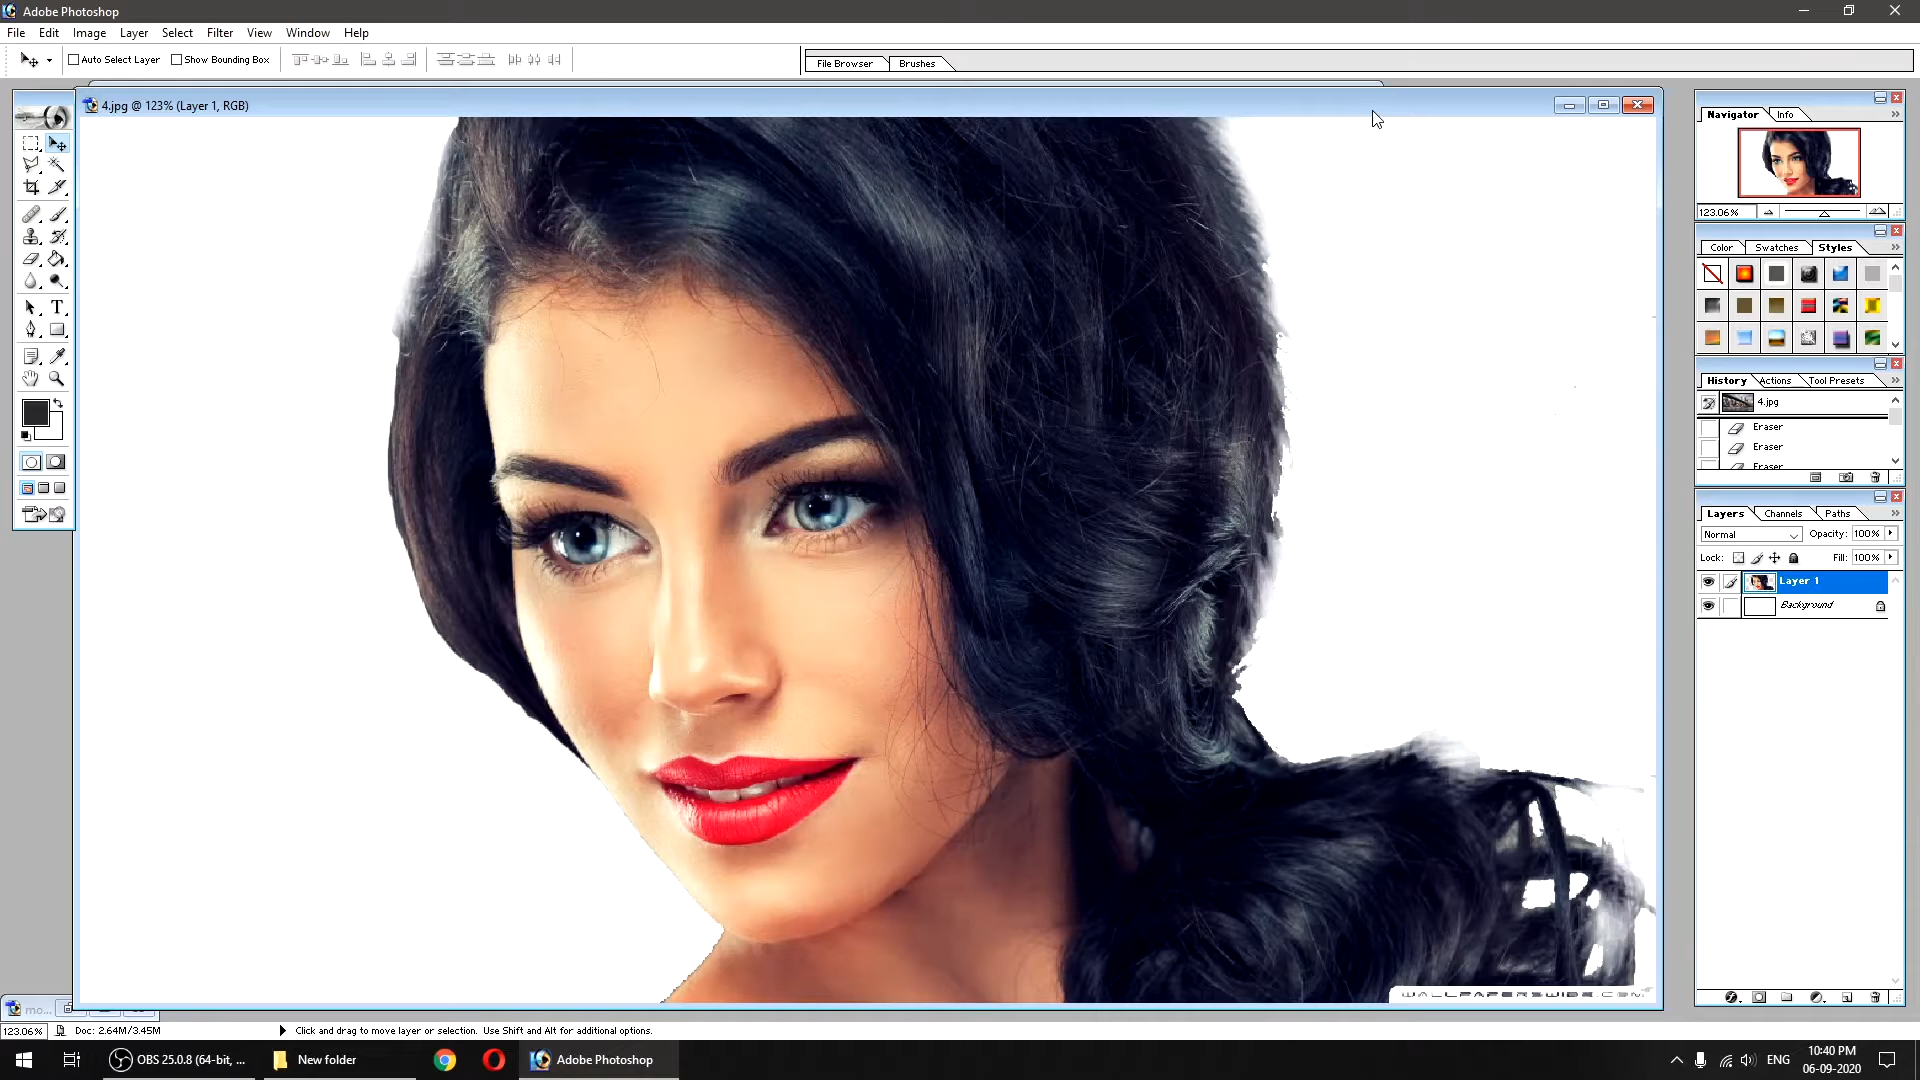 Adobe Photoshop
File Edit Image Layer Select Filter View Window Help
Auto Select Layer Show Bounding Box
File Browser Brushes
4.jpg @ 123% (Layer 1, RGB)
Navigator Info
123.06%
Color Swatches Styles
History Actions Tool Presets
4.jpg
Eraser
Eraser
Eraser
Layers Channels Paths
Normal Opacity: 100%
Lock: Fill: 100%
Layer 1
Background
mo...
123.06% Doc: 2.64M/3.45M Click and drag to move layer or selection. Use Shift and Alt for additional options.
OBS 25.0.8 (64-bit, ... New folder Adobe Photoshop ENG 10:40 PM
06-09-2020